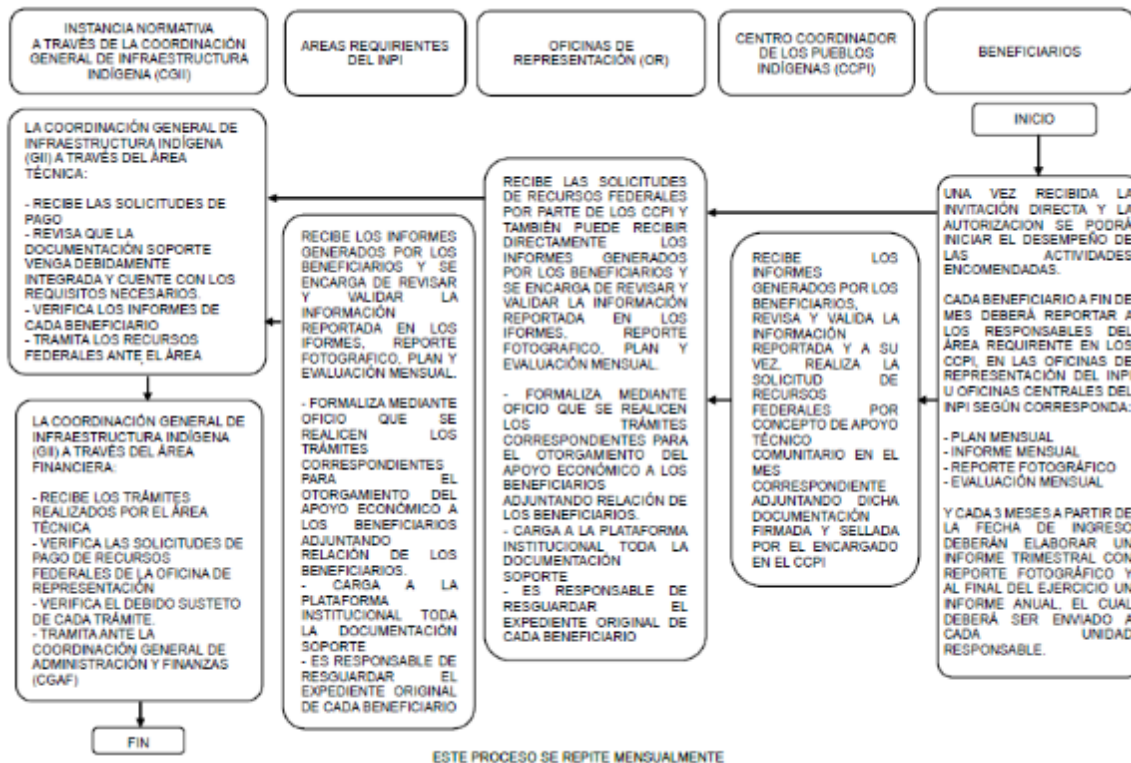 INSTANCIA NORMATIVA
A TRAVÉS DE LA COORDINACIÓN
GENERAL DE INFRAESTRUCTURA
INDÍGENA (CGII)
AREAS REQUIRIENTES
DEL INPI
OFICINAS DE
REPRESENTACIÓN (OR)
CENTRO COORDINADOR
DE LOS PUEBLOS
INDÍGENAS (CCPI)
BENEFICIARIOS
INICIO
LA COORDINACIÓN GENERAL DE
INFRAESTRUCTURA INDÍGENA
(GII) A TRAVÉS DEL ÁREA
TÉCNICA:
- RECIBE LAS SOLICITUDES DE
PAGO
- REVISA QUE LA
DOCUMENTACIÓN SOPORTE
VENGA DEBIDAMENTE
INTEGRADA Y CUENTE CON LOS
REQUISITOS NECESARIOS.
- VERIFICA LOS INFORMES DE
CADA BENEFICIARIO
- TRAMITA LOS RECURSOS
FEDERALES ANTE EL ÁREA
LA COORDINACIÓN GENERAL DE
INFRAESTRUCTURA INDÍGENA
(GII) A TRAVÉS DEL ÁREA
FINANCIERA:
- RECIBE LOS TRÁMITES
REALIZADOS POR EL ÁREA
TÉCNICA
- VERIFICA LAS SOLICITUDES DE
PAGO DE RECURSOS
FEDERALES DE LA OFICINA DE
REPRESENTACIÓN
- VERIFICA EL DEBIDO SUSTETO
DE CADA TRÁMITE.
- TRAMITA ANTE LA
COORDINACIÓN GENERAL DE
ADMINISTRACIÓN Y FINANZAS
(CGAF)
FIN
RECIBE LOS INFORMES
GENERADOS POR LOS
BENEFICIARIOS Y SE
ENCARGA DE REVISAR
Y VALIDAR LA
INFORMACIÓN
REPORTADA EN LOS
IFORMES, REPORTE
FOTOGRAFICO, PLAN Y
EVALUACIÓN MENSUAL.
- FORMALIZA MEDIANTE
OFICIO QUE SE
REALICEN LOS
TRÁMITES
CORRESPONDIENTES
PARA EL
OTORGAMIENTO DEL
APOYO ECONÓMICO A
LOS BENEFICIARIOS
ADJUNTANDO
RELACIÓN DE LOS
BENEFICIARIOS.
- CARGA A LA
PLATAFORMA
INSTITUCIONAL TODA
LA DOCUMENTACIÓN
SOPORTE
- ES RESPONSABLE DE
RESGUARDAR EL
EXPEDIENTE ORIGINAL
DE CADA BENEFICIARIO
RECIBE LAS SOLICITUDES
DE RECURSOS FEDERALES
POR PARTE DE LOS CCPI Y
TAMBIÉN PUEDE RECIBIR
DIRECTAMENTE LOS
INFORMES GENERADOS
POR LOS BENEFICIARIOS Y
SE ENCARGA DE REVISAR Y
VALIDAR LA INFORMACIÓN
REPORTADA EN LOS
IFORMES, REPORTE
FOTOGRAFICO, PLAN Y
EVALUACIÓN MENSUAL.
- FORMALIZA MEDIANTE
OFICIO QUE SE REALICEN
LOS TRÁMITES
CORRESPONDIENTES PARA
EL OTORGAMIENTO DEL
APOYO ECONÓMICO A LOS
BENEFICIARIOS
ADJUNTANDO RELACIÓN DE
LOS BENEFICIARIOS.
- CARGA A LA PLATAFORMA
INSTITUCIONAL TODA LA
DOCUMENTACIÓN
SOPORTE
- ES RESPONSABLE DE
RESGUARDAR EL
EXPEDIENTE ORIGINAL DE
CADA BENEFICIARIO
RECIBE LOS
INFORMES
GENERADOS POR LOS
BENEFICIARIOS,
REVISA Y VALIDA LA
INFORMACIÓN
REPORTADA Y A SU
VEZ, REALIZA LA
SOLICITUD DE
RECURSOS
FEDERALES POR
CONCEPTO DE APOYO
TÉCNICO
COMUNITARIO EN EL
MES
CORRESPONDIENTE
ADJUNTANDO DICHA
DOCUMENTACIÓN
FIRMADA Y SELLADA
POR EL ENCARGADO
EN EL CCPI
UNA VEZ RECIBIDA LA
INVITACIÓN DIRECTA Y LA
AUTORIZACION SE PODRÁ
INICIAR EL DESEMPEÑO DE
LAS ACTIVIDADES
ENCOMENDADAS.
CADA BENEFICIARIO A FIN DE
MES DEBERÁ REPORTAR A
LOS RESPONSABLES DEL
ÁREA REQUIRENTE EN LOS
CCPI, EN LAS OFICINAS DE
REPRESENTACIÓN DEL INPI
U OFICINAS CENTRALES DEL
INPI SEGÚN CORRESPONDA:
- PLAN MENSUAL
- INFORME MENSUAL
- REPORTE FOTOGRÁFICO
- EVALUACIÓN MENSUAL
Y CADA 3 MESES A PARTIR DE
LA FECHA DE INGRESO
DEBERÁN ELABORAR UN
INFORME TRIMESTRAL CON
REPORTE FOTOGRÁFICO Y
AL FINAL DEL EJERCICIO UN
INFORME ANUAL, EL CUAL
DEBERÁ SER ENVIADO A
CADA UNIDAD
RESPONSABLE.
ESTE PROCESO SE REPITE MENSUALMENTE